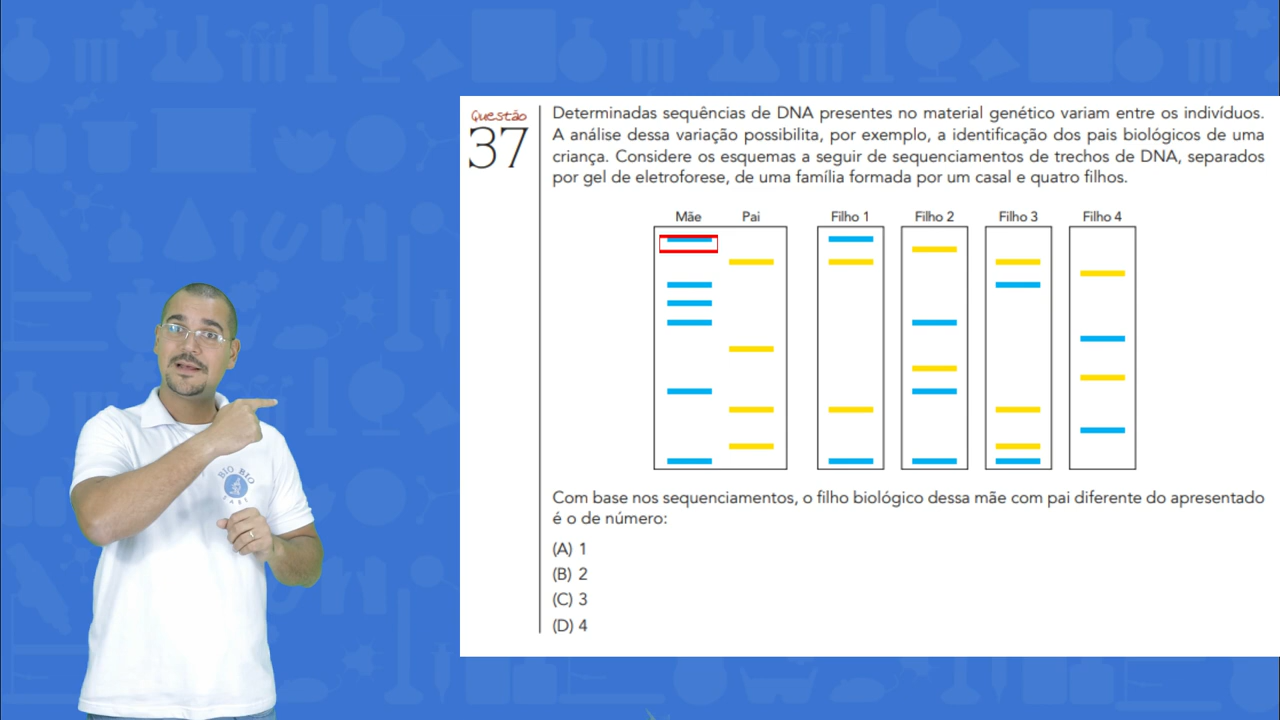 Questão
37
Determinadas sequências de DNA presentes no material genético variam entre os indivíduos.
A análise dessa variação possibilita, por exemplo, a identificação dos pais biológicos de uma
criança. Considere os esquemas a seguir de sequenciamentos de trechos de DNA, separados
por gel de eletroforese, de uma família formada por um casal e quatro filhos.
Mãe Pai Filho 1 Filho 2 Filho 3 Filho 4
Com base nos sequenciamentos, o filho biológico dessa mãe com pai diferente do apresentado
é o de número:
(A) 1
(B) 2
(C) 3
(D) 4
BIO BIO